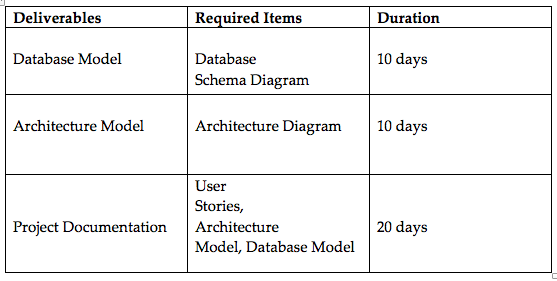 Deliverables Required Items Duration
Database Model Database 10 days
Schema Diagram
Architecture Model Architecture Diagram 10 days
User
Stories,
Project Documentation Architecture 20 days
Model, Database Model